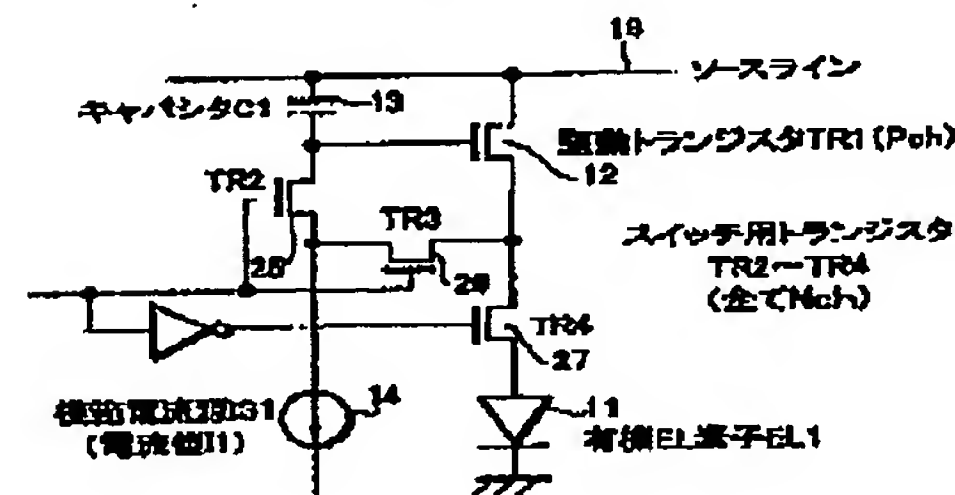 19
ソースライン
キャパシタC1
13
駆動トランジスタTR1(Pch)
12
TR2
TR3
スイッチ用トランジスタ
TR2~TR4
(全てNch)
TR4
27
14
(電流値I1)
11
有機EL素子EL1